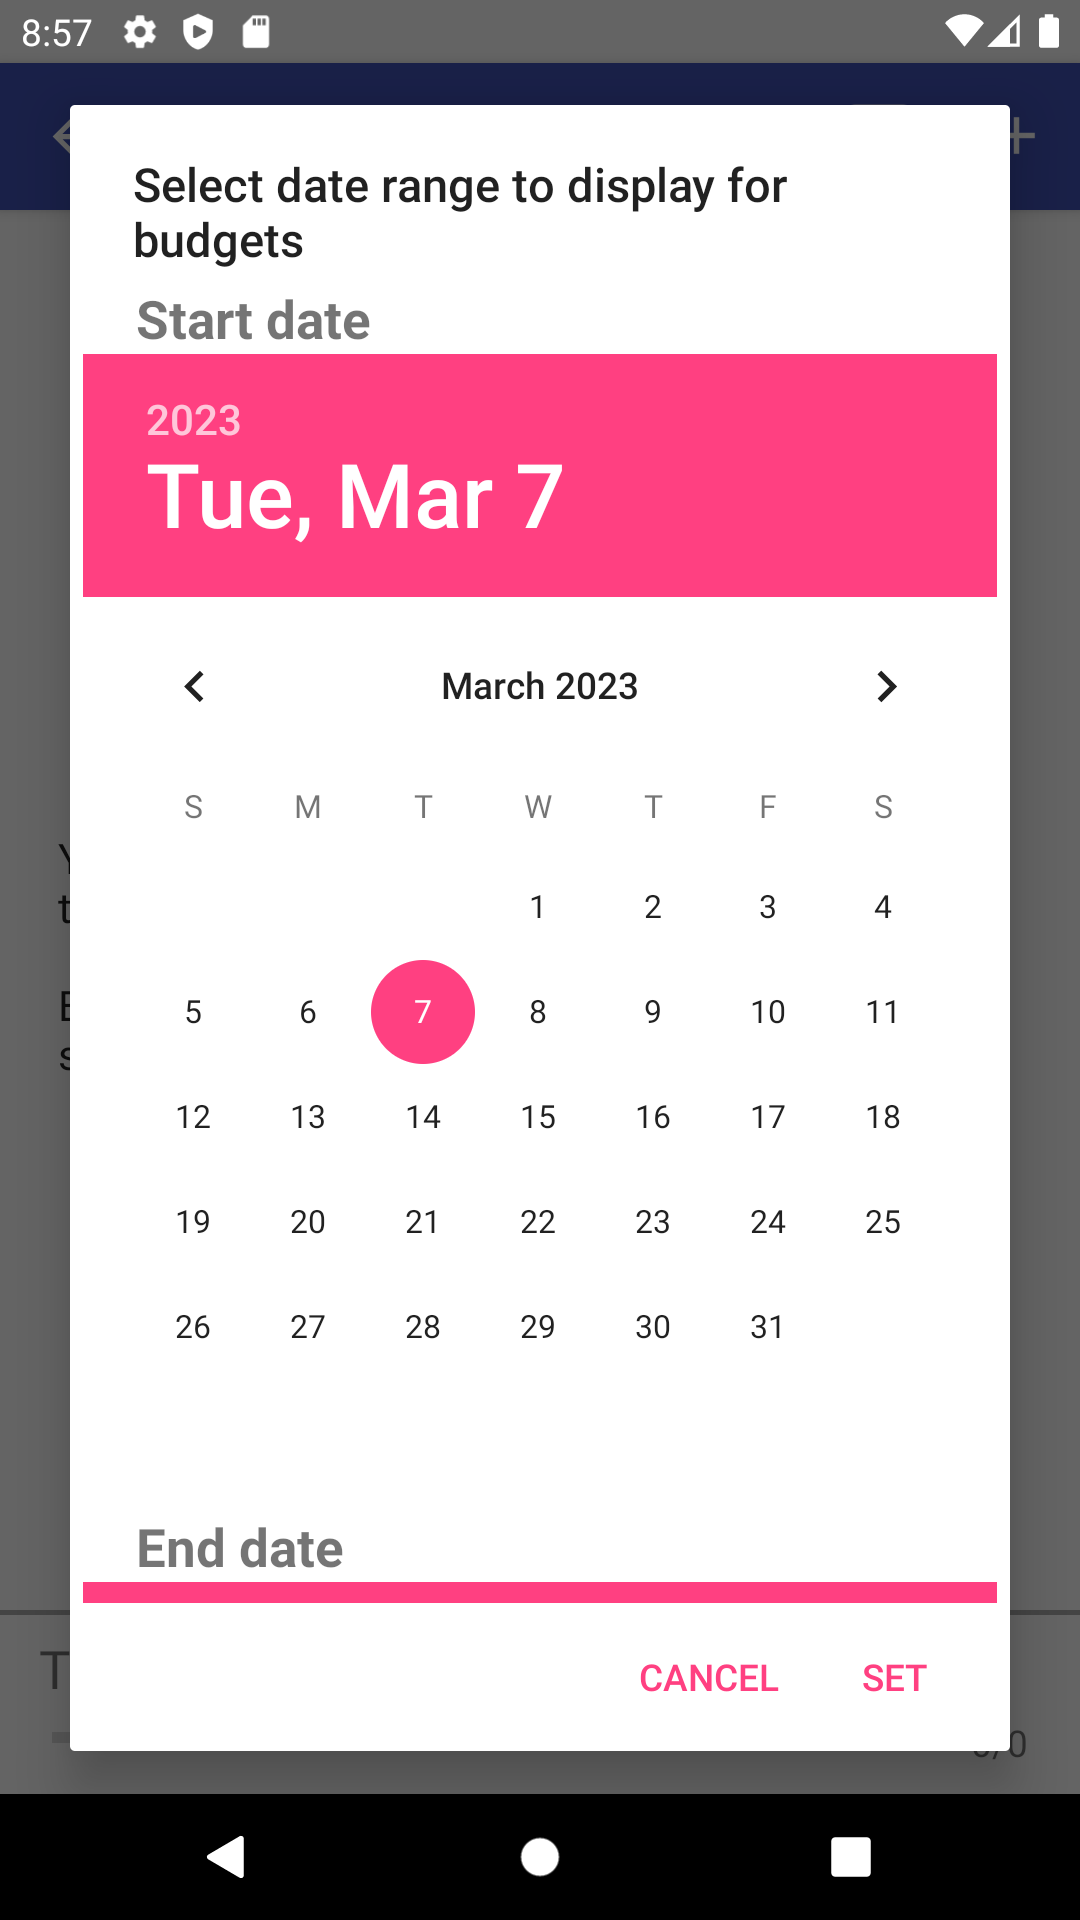 8:57
Select date range to display for
budgets
Start date
2023
Tue, Mar 7
March 2023
S M T W T F S
1 2 3 4
5 6 7 8 9 10 11
12 13 14 15 16 17 18
19 20 21 22 23 24 25
26 27 28 29 30 31
End date
CANCEL SET